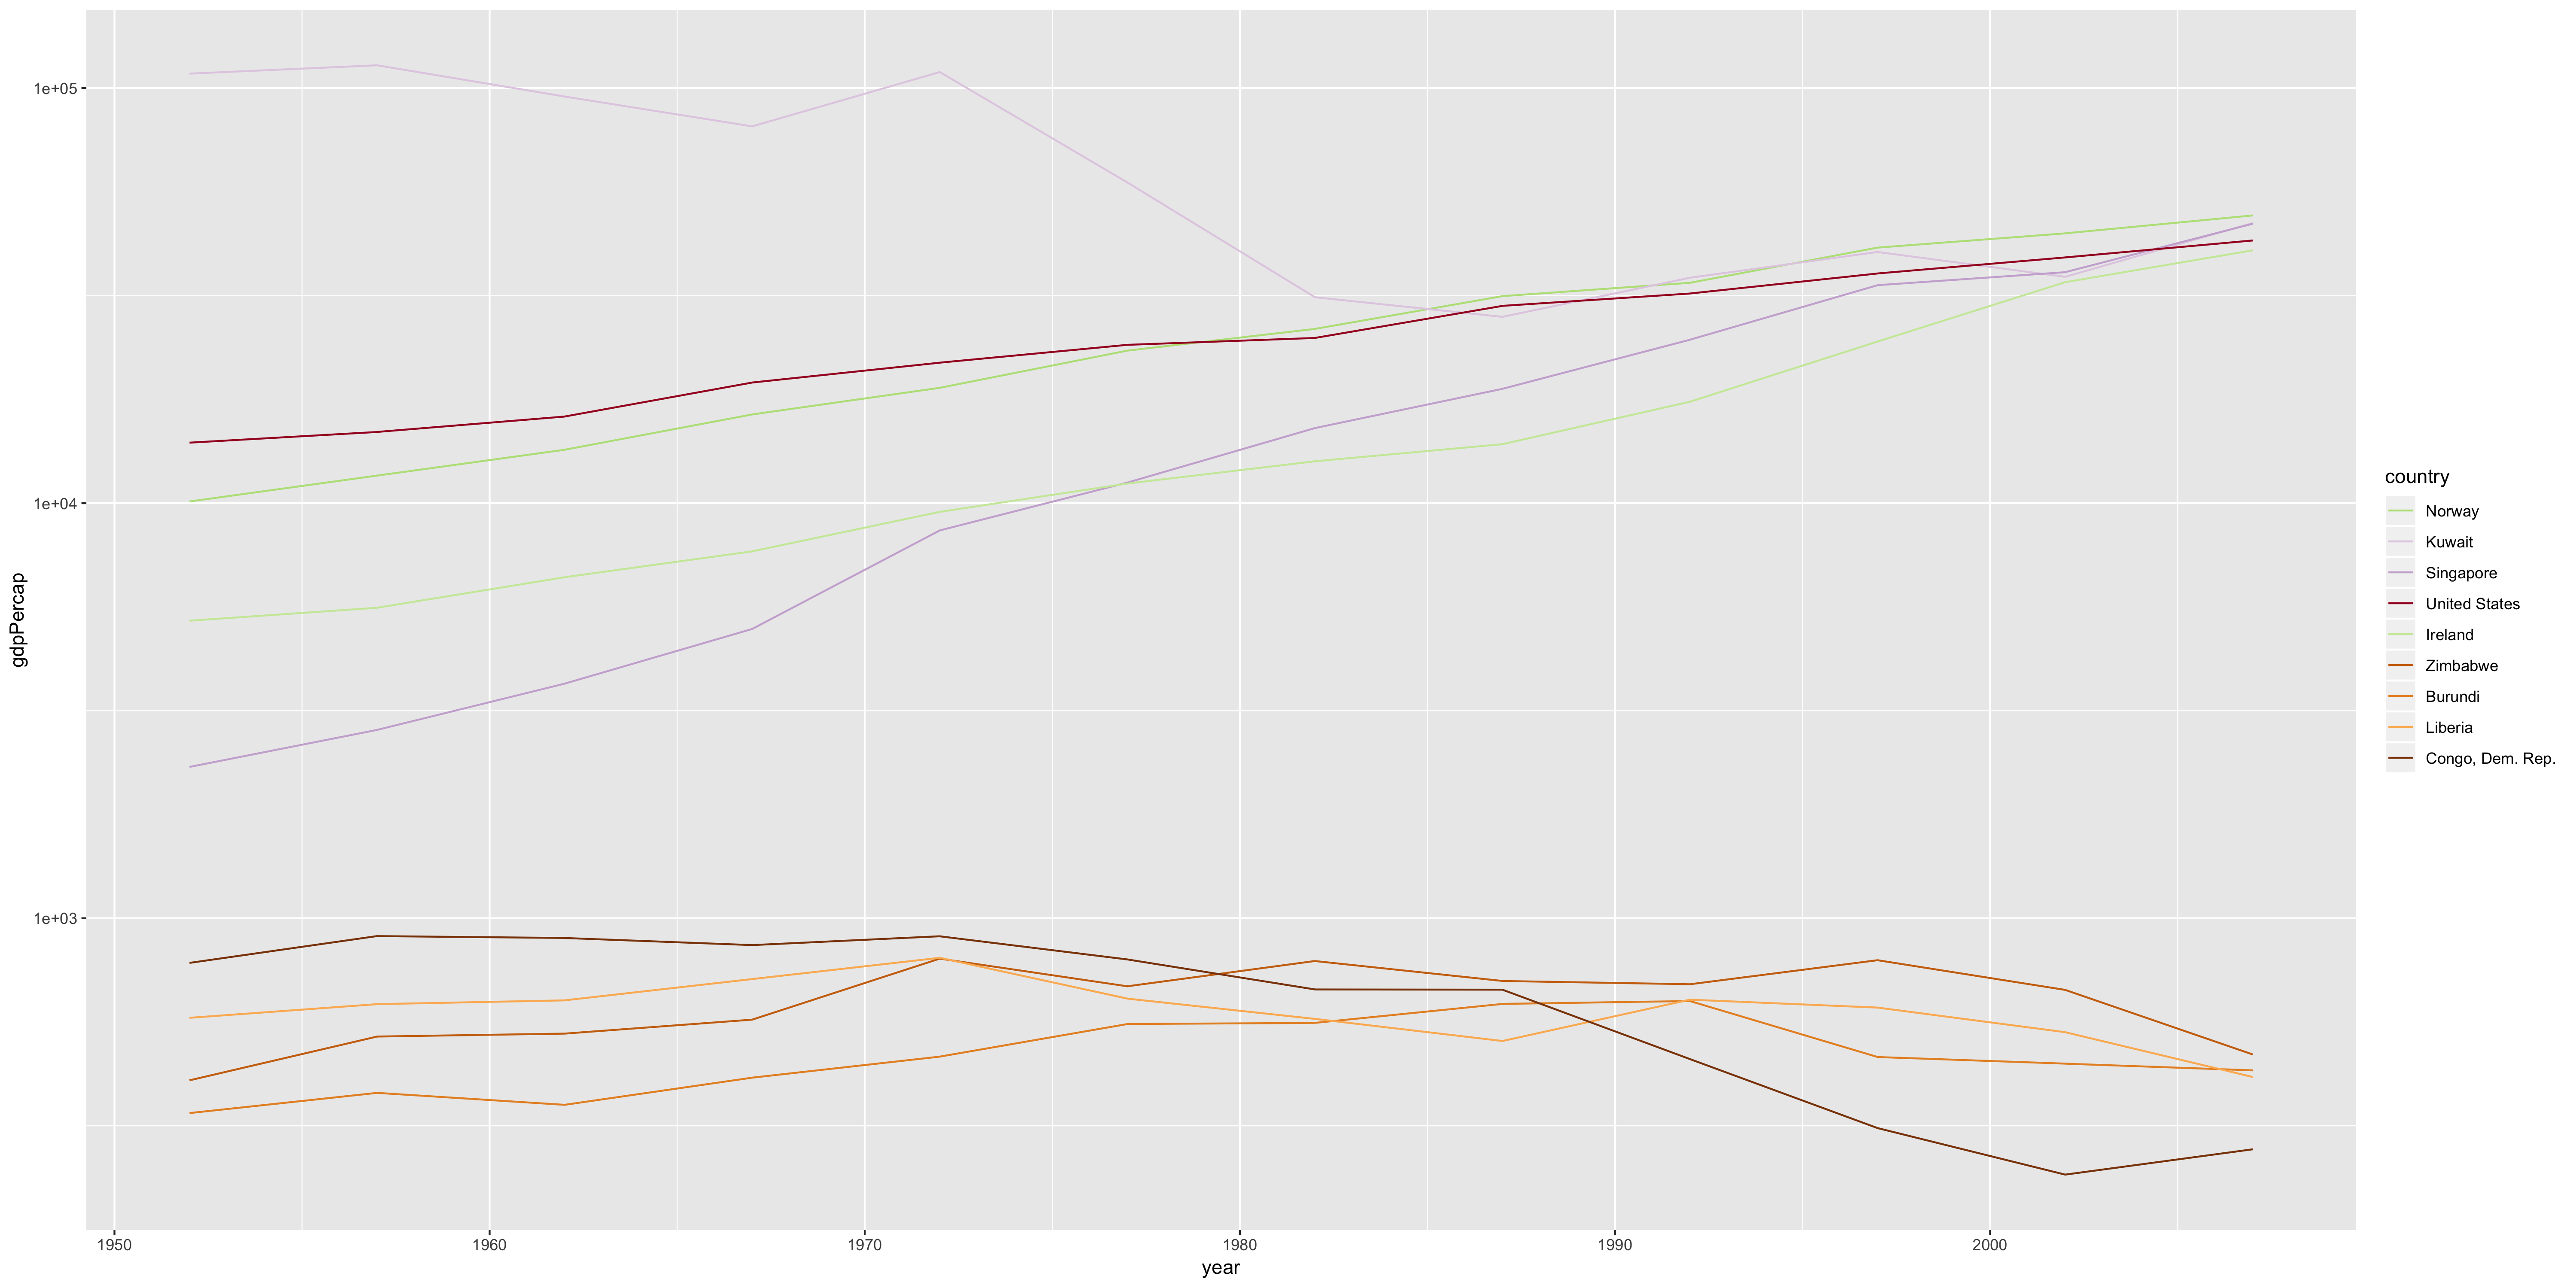 1e+05
1e+04
1e+03
gdpPercap
1950
1960
1970
1980
1990
2000
year
country
Norway
Kuwait
Singapore
United States
Ireland
Zimbabwe
Burundi
Liberia
Congo, Dem. Rep.